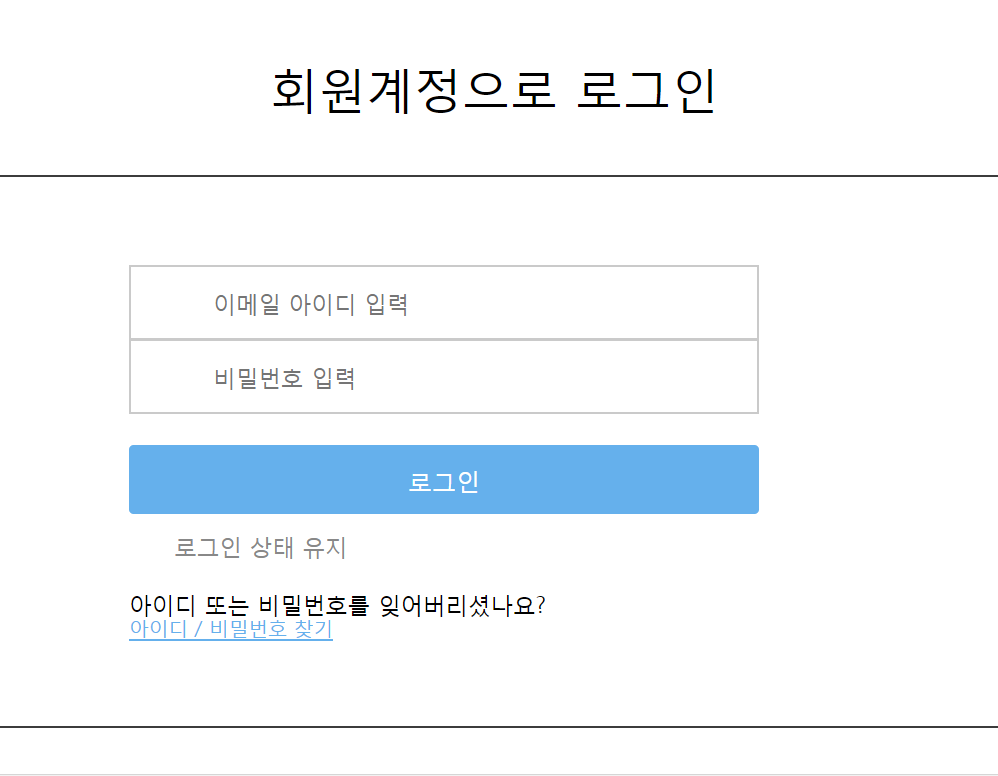 회원계정으로 로그인
이메일 아이디 입력
비밀번호 입력
로그인
로그인 상태 유지
아이디 또는 비밀번호를 잊어버리셨나요?
아이디 / 비밀번호 찾기